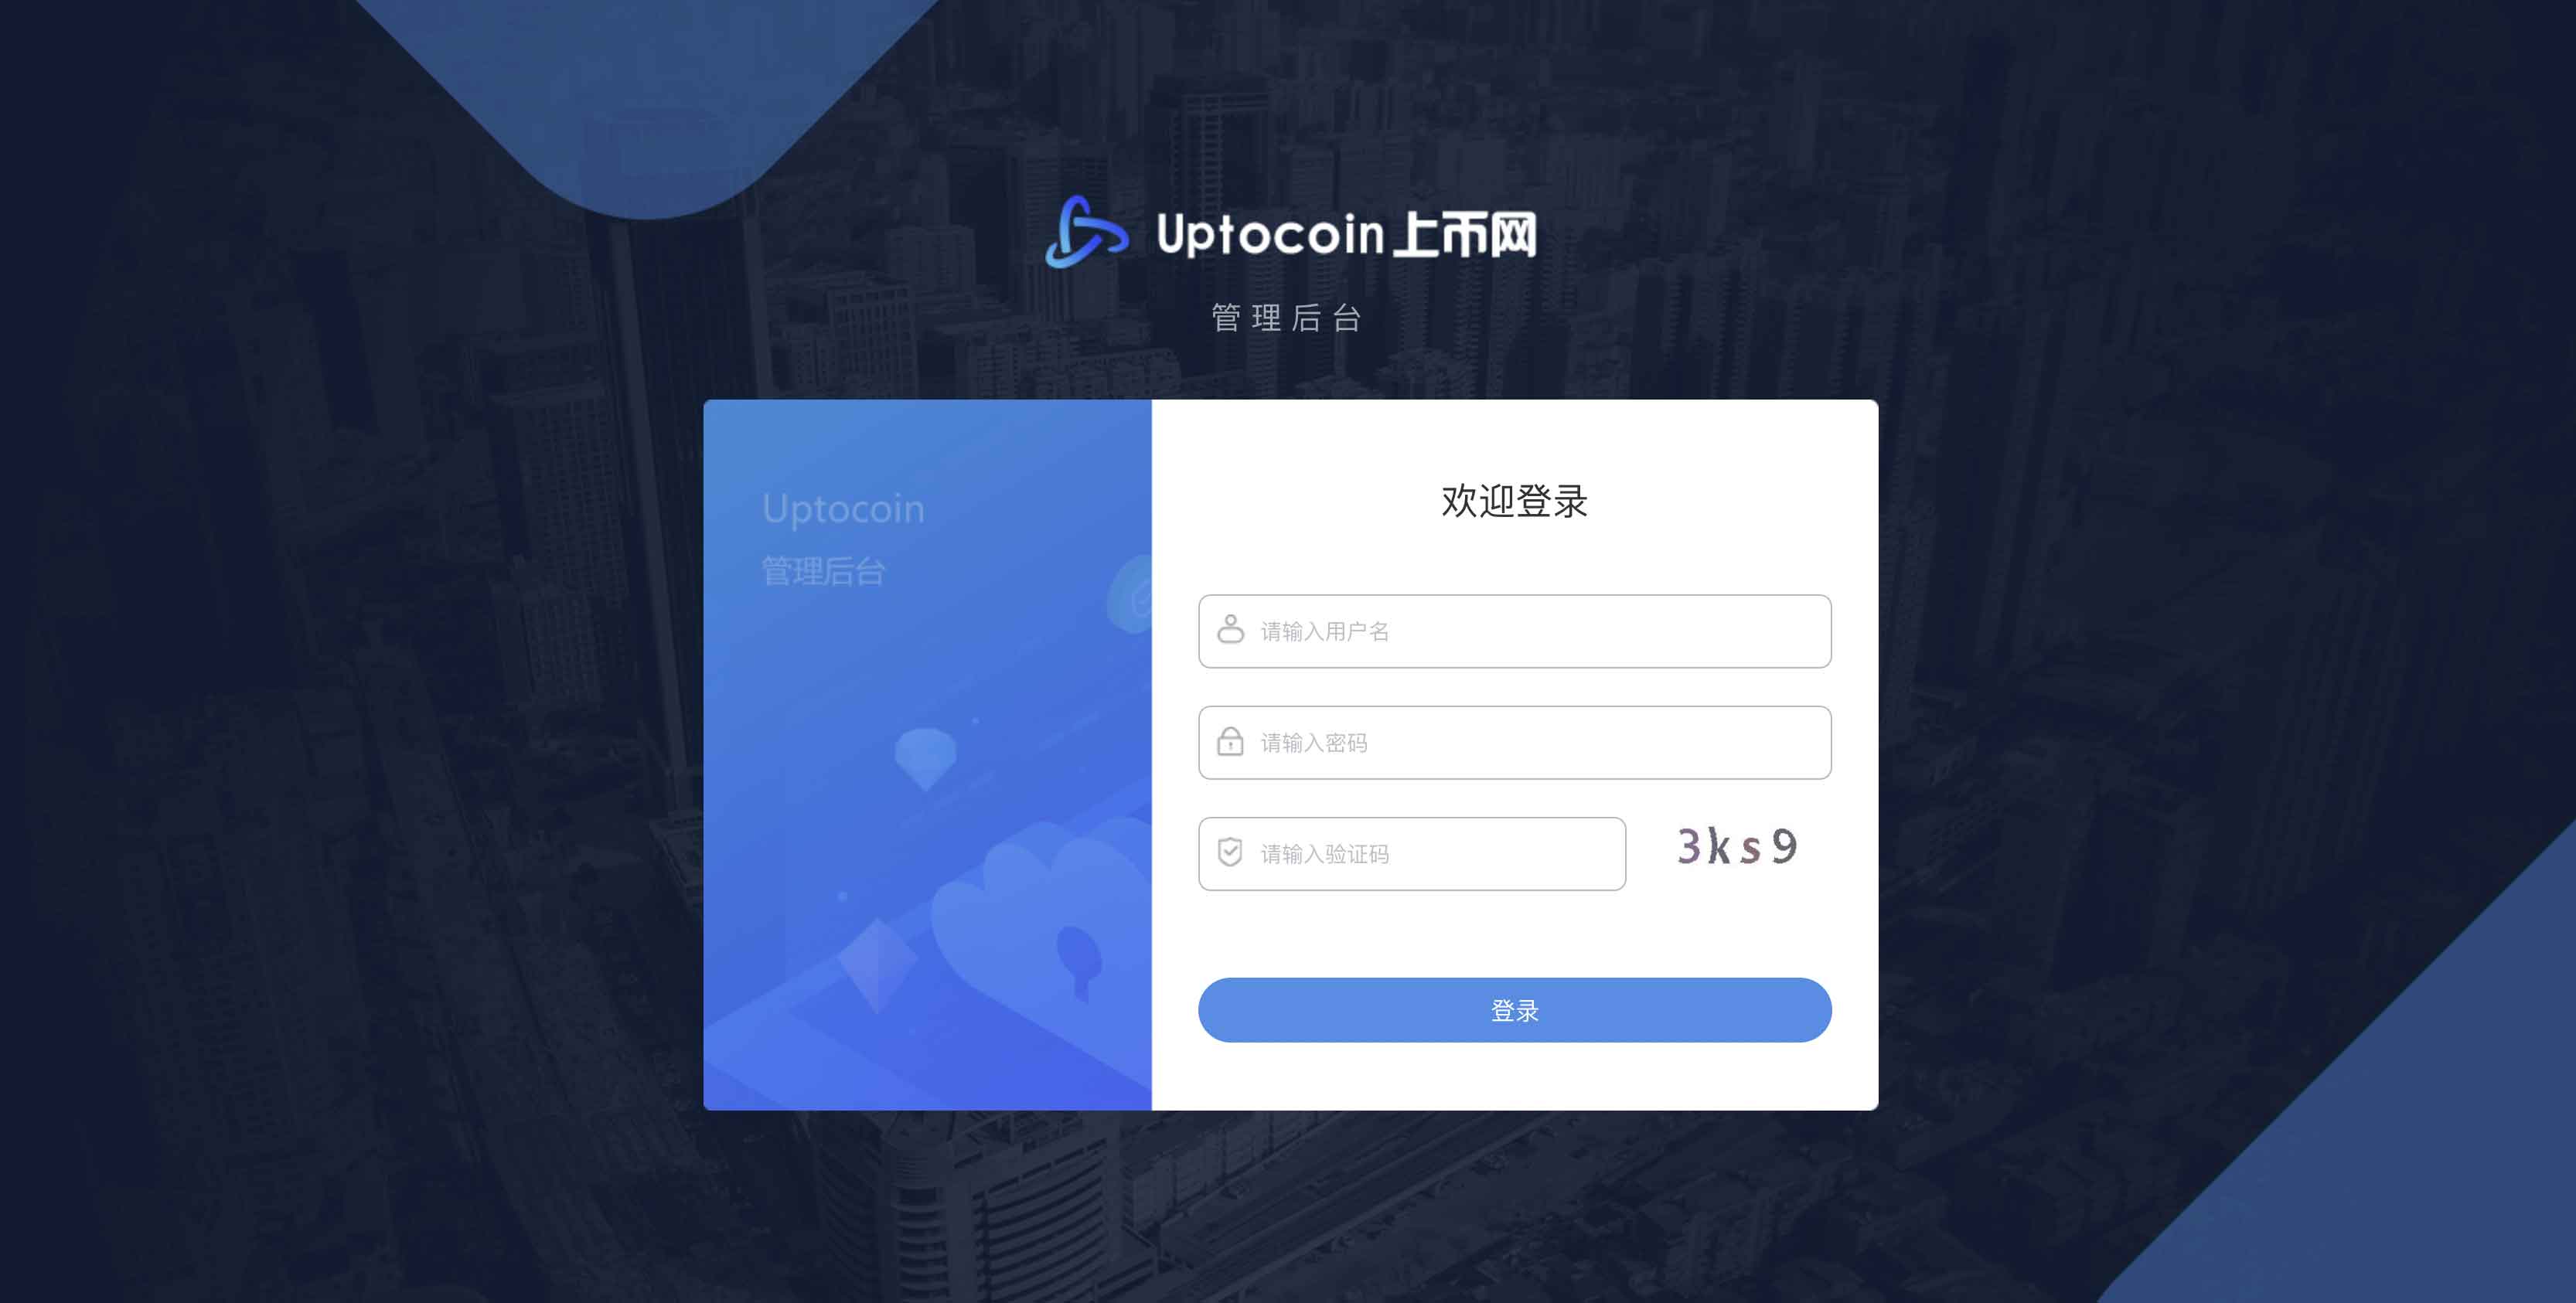 Uptocoin上币网
管理后台
Uptocoin
管理后台
欢迎登录
请输入用户名
请输入密码
请输入验证码
3ks9
登录